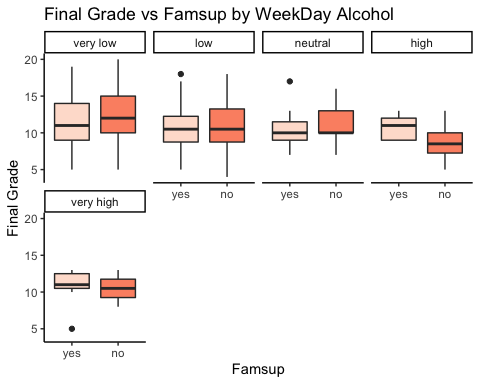 Final Grade vs Famsup by WeekDay Alcohol
very low low neutral high
20
15
10
5
yes no yes no yes no
very high
20
15
10
5
yes no
Final Grade
Famsup